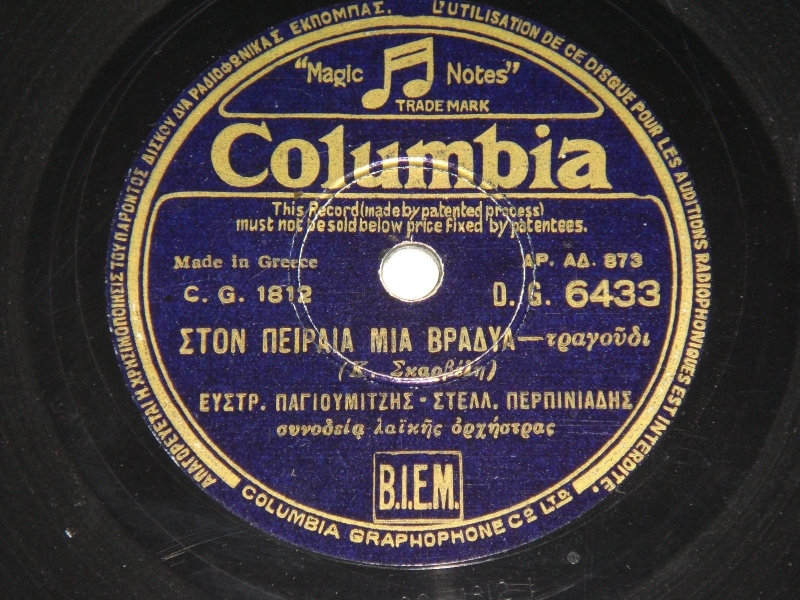 ΑΠΑΓΟΡΕΥΕΤΑΙ Η ΧΡΗΣΙΜΟΠΟΙΗΣΙΣ ΤΟΥ ΠΑΡΟΝΤΟΣ ΔΙΣΚΟΥ ΔΙΑ ΡΑΔΙΟΦΩΝΙΚΑΣ ΕΚΠΟΜΠΑΣ.
L'UTILISATION DE CE DISQUE POUR LES AUDITIONS RADIOPHONIQUES EST INTERDITE.
"Magic Notes"
TRADE MARK
Columbia
This Record (made by patented process)
must not be sold below price fixed by patentees.
Made in Greece ΑΡ. ΑΔ. 873
C. G. 1812 D. G. 6433
ΣΤΟΝ ΠΕΙΡΑΙΑ ΜΙΑ ΒΡΑΔΥΑ—τραγοῦδι
Σκαρβέλη)
ΕΥΣΤΡ. ΠΑΓΙΟΥΜΙΤΖΗΣ - ΣΤΕΛΛ. ΠΕΡΠΙΝΙΑΔΗΣ
συνοδείᾳ λαϊκῆς ὀρχήστρας
B.I.E.M.
COLUMBIA GRAPHOPHONE Co LTD.